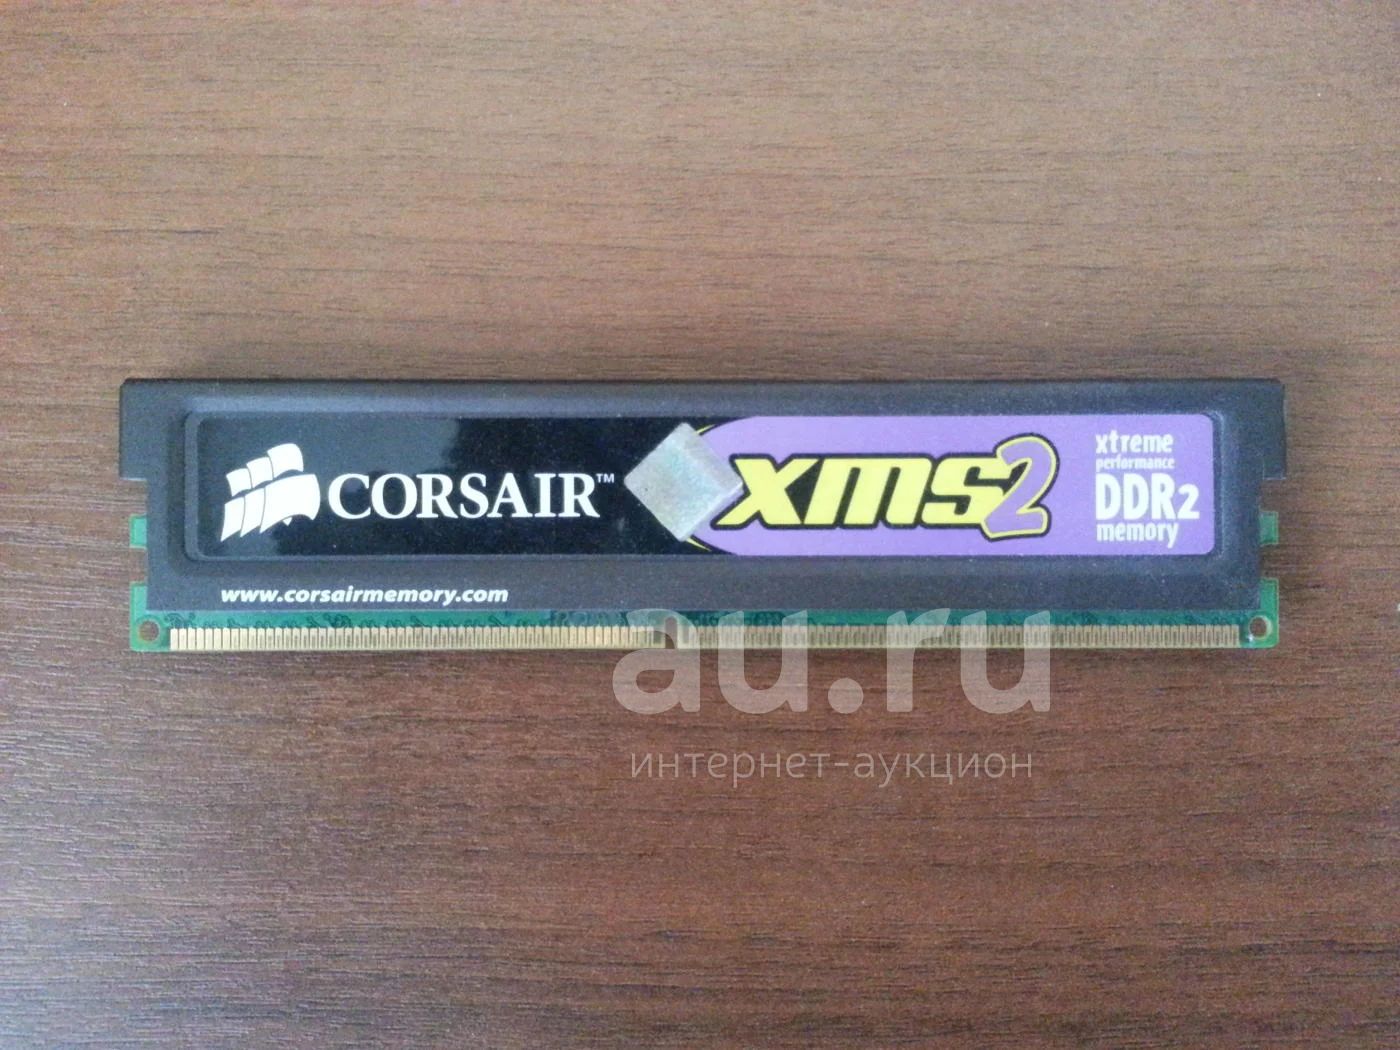 CORSAIR™
xms2
xtreme
performance
DDR2
memory
www.corsairmemory.com
au.ru
интернет-аукцион